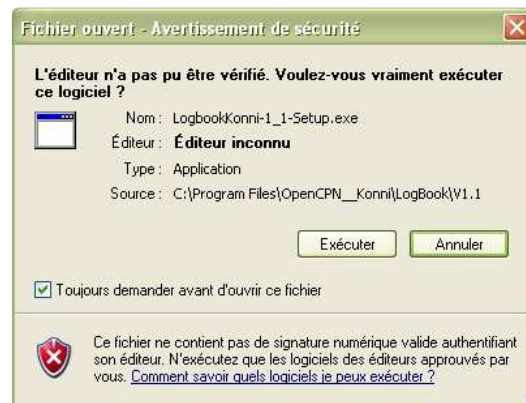 Fichier ouvert - Avertissement de sécurité
L'éditeur n'a pas pu être vérifié. Voulez-vous vraiment exécuter
ce logiciel ?
Nom : LogbookKonni-1_1-Setup.exe
Éditeur : Éditeur inconnu
Type : Application
Source : C:\Program Files\OpenCPN__Konni\LogBook\V1.1
Exécuter Annuler
Toujours demander avant d'ouvrir ce fichier
Ce fichier ne contient pas de signature numérique valide authentifiant
son éditeur. N'exécutez que les logiciels des éditeurs approuvés par
vous. Comment savoir quels logiciels je peux exécuter ?